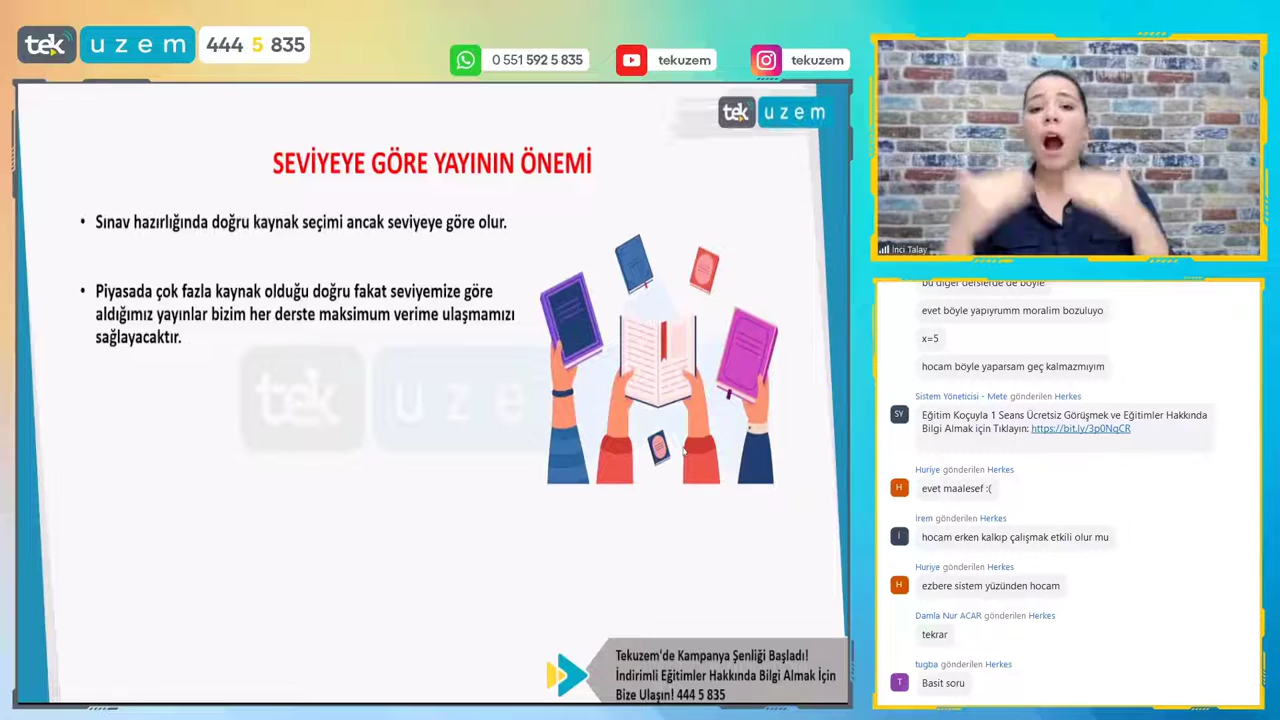 tek uzem 444 5 835
0 551 592 5 835
tekuzem
tekuzem
tek uzem
SEVİYEYE GÖRE YAYININ ÖNEMİ
• Sınav hazırlığında doğru kaynak seçimi ancak seviyeye göre olur.
• Piyasada çok fazla kaynak olduğu doğru fakat seviyemize göre
aldığımız yayınlar bizim her derste maksimum verime ulaşmamızı
sağlayacaktır.
tek uze
Tekuzem'de Kampanya Şenliği Başladı!
İndirimli Eğitimler Hakkında Bilgi Almak İçin
Bize Ulaşın! 444 5 835
İnci Talay
bu diğer derslerde de böyle
evet böyle yapıyrumm moralim bozuluyo
x=5
hocam böyle yaparsam geç kalmazmıyım
Sistem Yöneticisi - Mete gönderilen Herkes
SY
Eğitim Koçuyla 1 Seans Ücretsiz Görüşmek ve Eğitimler Hakkında
Bilgi Almak için Tıklayın: https://bit.ly/3p0NqCR
Huriye gönderilen Herkes
H
evet maalesef :(
İrem gönderilen Herkes
İ
hocam erken kalkıp çalışmak etkili olur mu
Huriye gönderilen Herkes
H
ezbere sistem yüzünden hocam
Damla Nur ACAR gönderilen Herkes
tekrar
tugba gönderilen Herkes
T
Basit soru